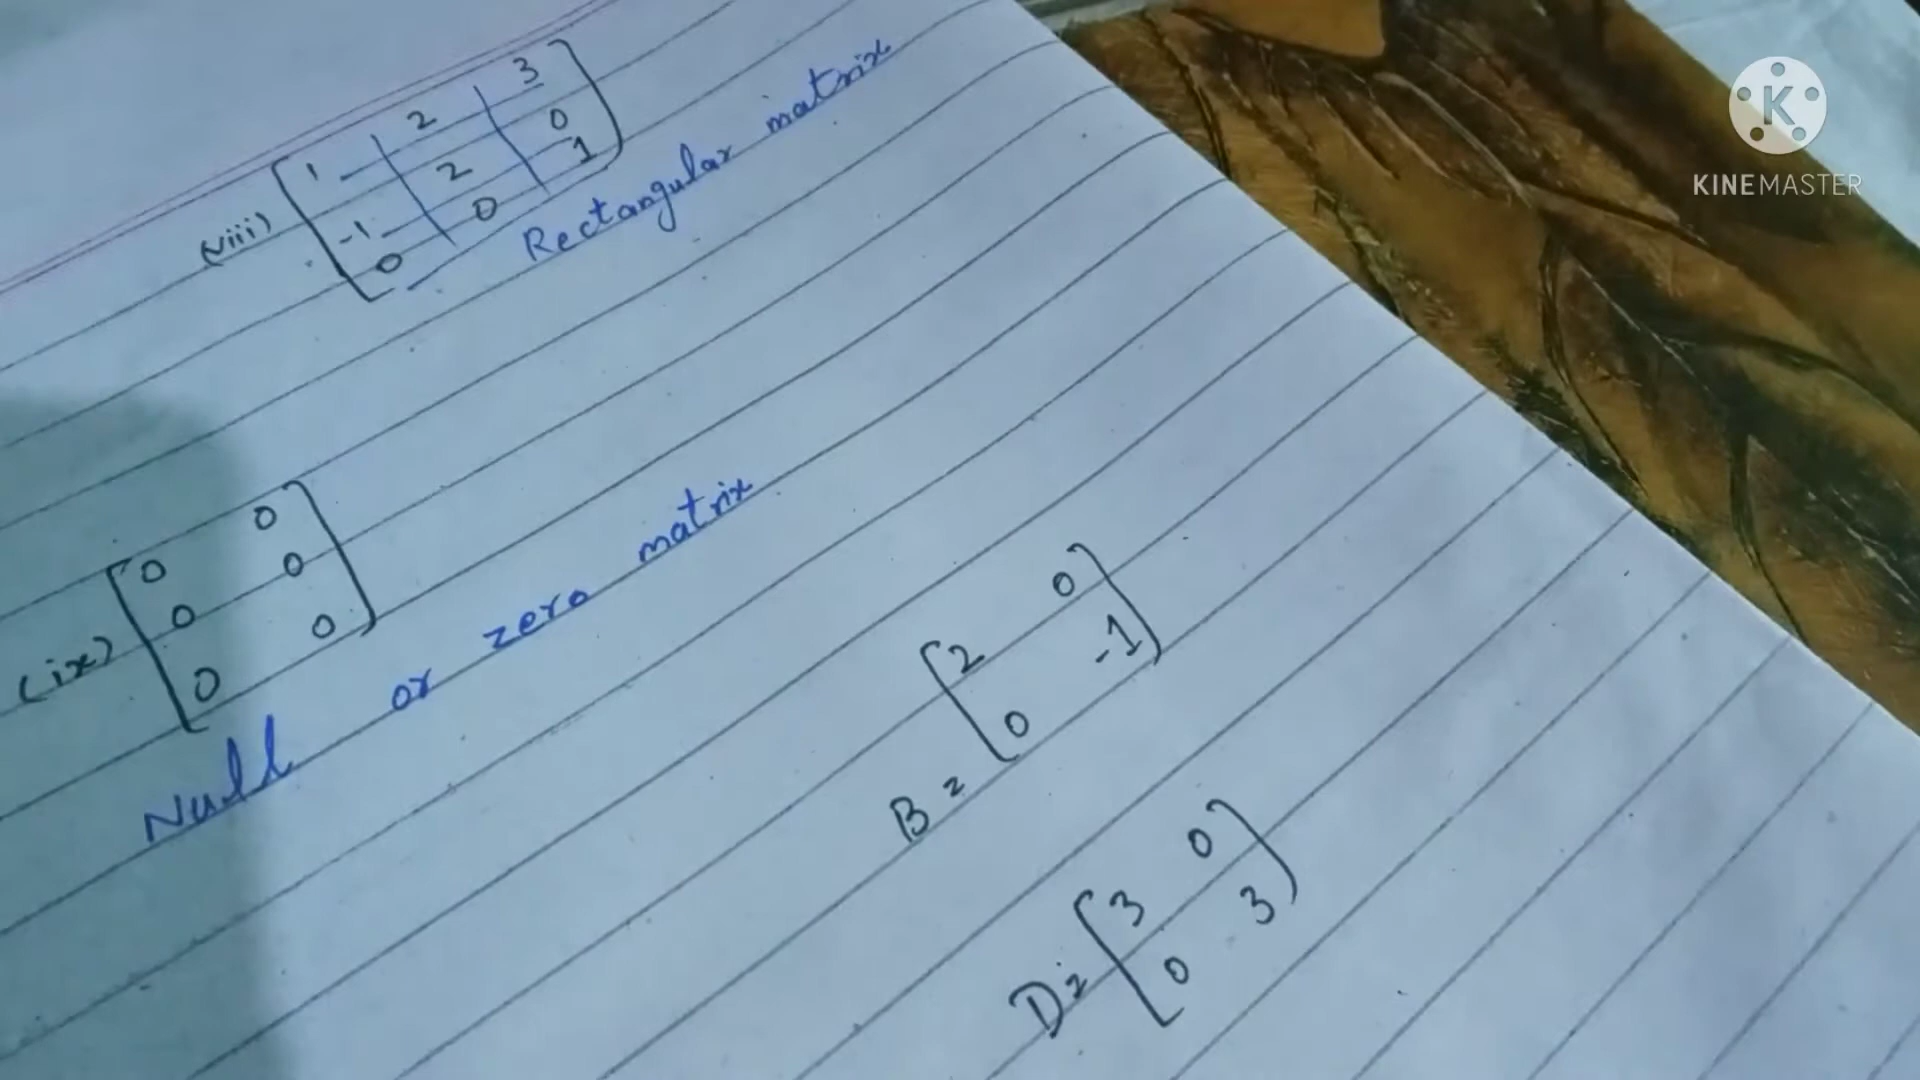 (viii) [1 2 3
-1 2 0
0 0 1]
Rectangular matrix
(ix) [0 0
0 0
0 0]
Null or zero matrix
B = [2 0
0 -1]
D = [3 0
0 3]
K
KINEMASTER